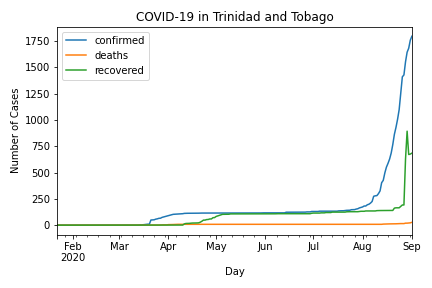 COVID-19 in Trinidad and Tobago
confirmed
deaths
recovered
Number of Cases
1750
1500
1250
1000
750
500
250
0
Feb Mar Apr May Jun Jul Aug Sep
2020
Day